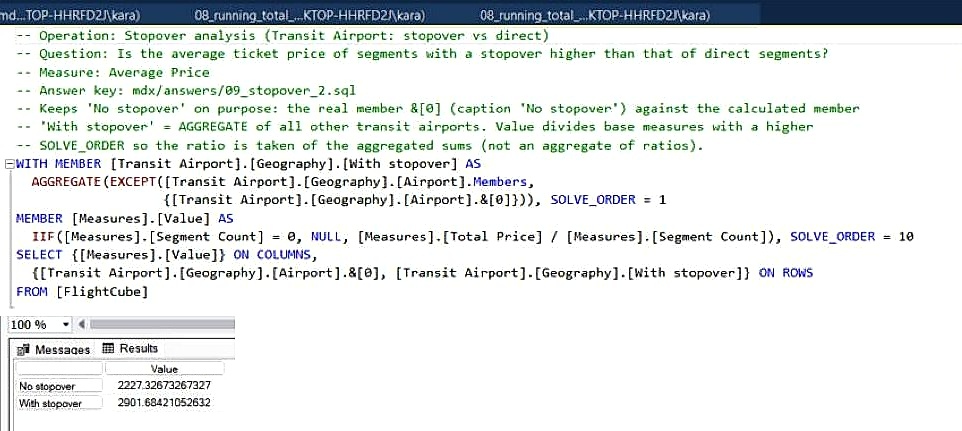 md...TOP-HHRFD2J\kara) 08_running_total_...KTOP-HHRFD2J\kara) 08_running_total_...KTOP-HHRFD2J\kara)
-- Operation: Stopover analysis (Transit Airport: stopover vs direct)
-- Question: Is the average ticket price of segments with a stopover higher than that of direct segments?
-- Measure: Average Price
-- Answer key: mdx/answers/09_stopover_2.sql
-- Keeps 'No stopover' on purpose: the real member &[0] (caption 'No stopover') against the calculated member
-- 'With stopover' = AGGREGATE of all other transit airports. Value divides base measures with a higher
-- SOLVE_ORDER so the ratio is taken of the aggregated sums (not an aggregate of ratios).
WITH MEMBER [Transit Airport].[Geography].[With stopover] AS
AGGREGATE(EXCEPT([Transit Airport].[Geography].[Airport].Members,
{[Transit Airport].[Geography].[Airport].&[0]})), SOLVE_ORDER = 1
MEMBER [Measures].[Value] AS
IIF([Measures].[Segment Count] = 0, NULL, [Measures].[Total Price] / [Measures].[Segment Count]), SOLVE_ORDER = 10
SELECT {[Measures].[Value]} ON COLUMNS,
{[Transit Airport].[Geography].[Airport].&[0], [Transit Airport].[Geography].[With stopover]} ON ROWS
FROM [FlightCube]
100 %
Messages Results
Value
No stopover 2227.32673267327
With stopover 2901.68421052632